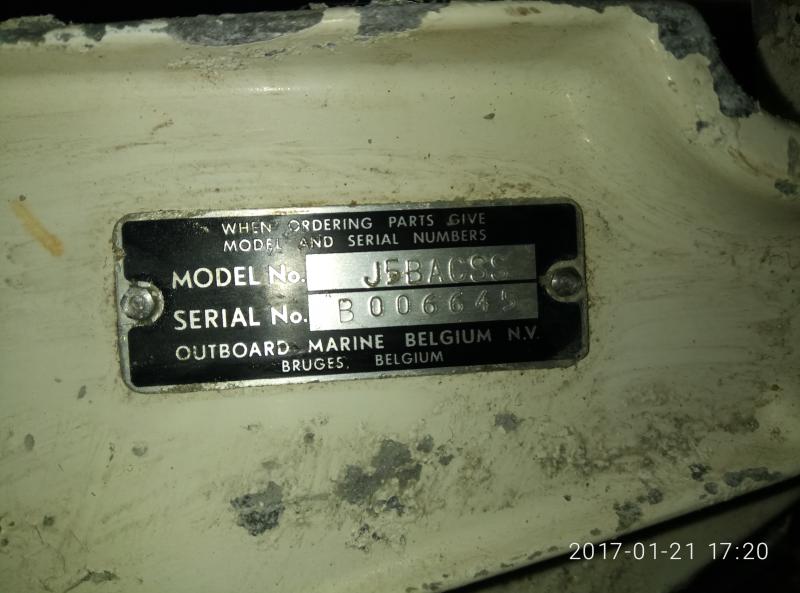 WHEN ORDERING PARTS GIVE
MODEL AND SERIAL NUMBERS
MODEL No. J5BACSS
SERIAL No. B006645
OUTBOARD MARINE BELGIUM N.V.
BRUGES, BELGIUM
2017-01-21 17:20